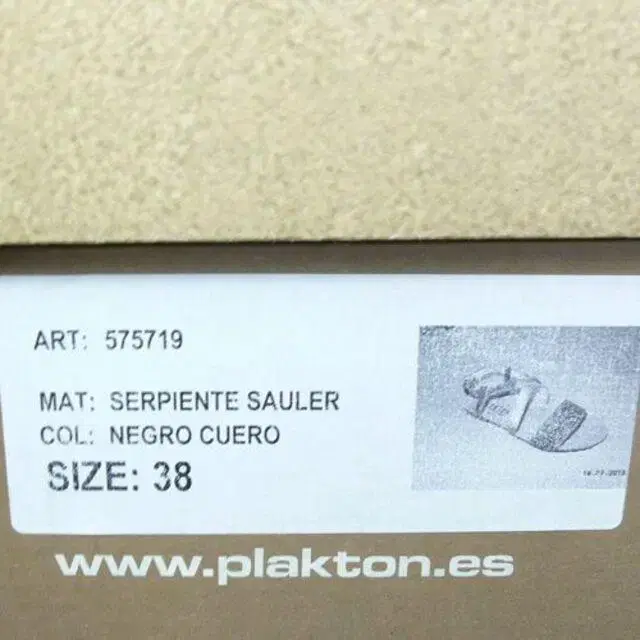 ART: 575719
MAT: SERPIENTE SAULER
COL: NEGRO CUERO
SIZE: 38
www.plakton.es